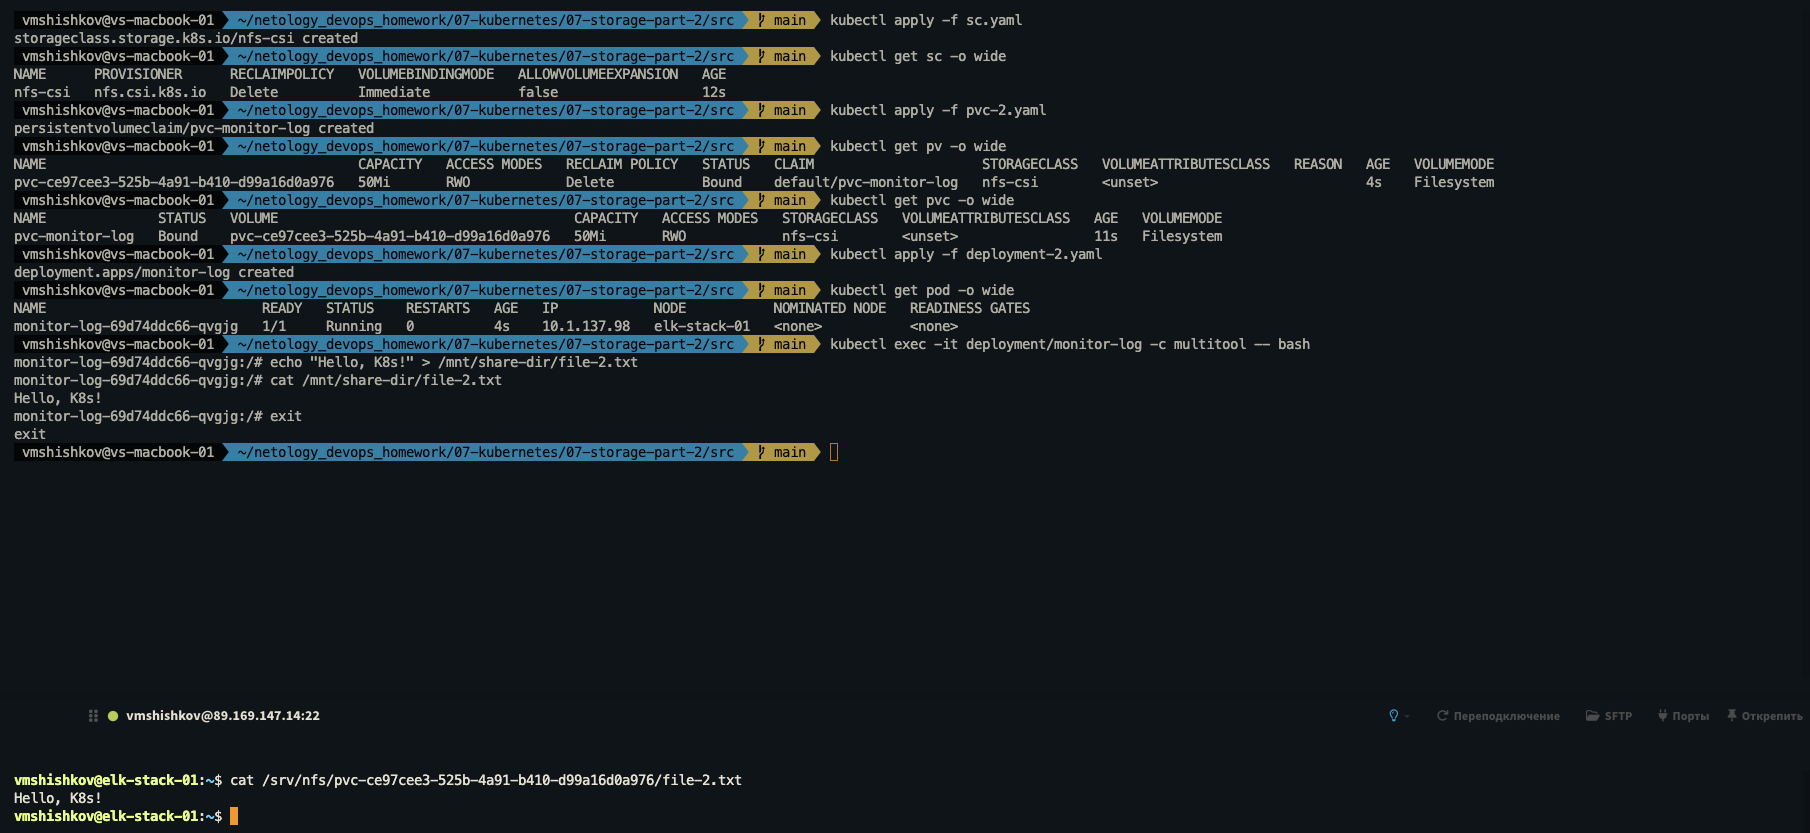 vmshishkov@vs-macbook-01 ~/netology_devops_homework/07-kubernetes/07-storage-part-2/src main kubectl apply -f sc.yaml
storageclass.storage.k8s.io/nfs-csi created
vmshishkov@vs-macbook-01 ~/netology_devops_homework/07-kubernetes/07-storage-part-2/src main kubectl get sc -o wide
NAME PROVISIONER RECLAIMPOLICY VOLUMEBINDINGMODE ALLOWVOLUMEEXPANSION AGE
nfs-csi nfs.csi.k8s.io Delete Immediate false 12s
vmshishkov@vs-macbook-01 ~/netology_devops_homework/07-kubernetes/07-storage-part-2/src main kubectl apply -f pvc-2.yaml
persistentvolumeclaim/pvc-monitor-log created
vmshishkov@vs-macbook-01 ~/netology_devops_homework/07-kubernetes/07-storage-part-2/src main kubectl get pv -o wide
NAME CAPACITY ACCESS MODES RECLAIM POLICY STATUS CLAIM STORAGECLASS VOLUMEATTRIBUTESCLASS REASON AGE VOLUMEMODE
pvc-ce97cee3-525b-4a91-b410-d99a16d0a976 50Mi RWO Delete Bound default/pvc-monitor-log nfs-csi <unset> 4s Filesystem
vmshishkov@vs-macbook-01 ~/netology_devops_homework/07-kubernetes/07-storage-part-2/src main kubectl get pvc -o wide
NAME STATUS VOLUME CAPACITY ACCESS MODES STORAGECLASS VOLUMEATTRIBUTESCLASS AGE VOLUMEMODE
pvc-monitor-log Bound pvc-ce97cee3-525b-4a91-b410-d99a16d0a976 50Mi RWO nfs-csi <unset> 11s Filesystem
vmshishkov@vs-macbook-01 ~/netology_devops_homework/07-kubernetes/07-storage-part-2/src main kubectl apply -f deployment-2.yaml
deployment.apps/monitor-log created
vmshishkov@vs-macbook-01 ~/netology_devops_homework/07-kubernetes/07-storage-part-2/src main kubectl get pod -o wide
NAME READY STATUS RESTARTS AGE IP NODE NOMINATED NODE READINESS GATES
monitor-log-69d74ddc66-qvgjg 1/1 Running 0 4s 10.1.137.98 elk-stack-01 <none> <none>
vmshishkov@vs-macbook-01 ~/netology_devops_homework/07-kubernetes/07-storage-part-2/src main kubectl exec -it deployment/monitor-log -c multitool -- bash
monitor-log-69d74ddc66-qvgjg:/# echo "Hello, K8s!" > /mnt/share-dir/file-2.txt
monitor-log-69d74ddc66-qvgjg:/# cat /mnt/share-dir/file-2.txt
Hello, K8s!
monitor-log-69d74ddc66-qvgjg:/# exit
exit
vmshishkov@vs-macbook-01 ~/netology_devops_homework/07-kubernetes/07-storage-part-2/src main
vmshishkov@89.169.147.14:22 Переподключение SFTP Порты Открепить
vmshishkov@elk-stack-01:~$ cat /srv/nfs/pvc-ce97cee3-525b-4a91-b410-d99a16d0a976/file-2.txt
Hello, K8s!
vmshishkov@elk-stack-01:~$